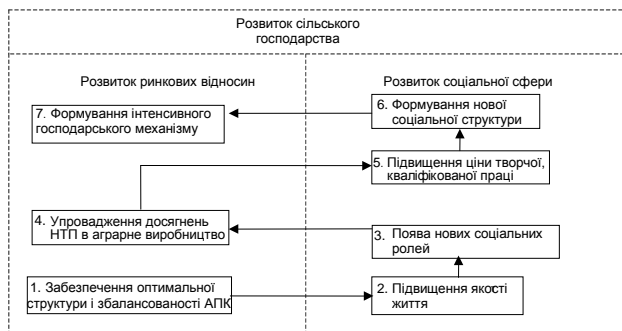 Розвиток сільського
господарства
Розвиток ринкових відносин
Розвиток соціальної сфери
7. Формування інтенсивного
господарського механізму
6. Формування нової
соціальної структури
5. Підвищення ціни творчої,
кваліфікованої праці
4. Упровадження досягнень
НТП в аграрне виробництво
3. Поява нових соціальних
ролей
1. Забезпечення оптимальної
структури і збалансованості АПК
2. Підвищення якості
життя